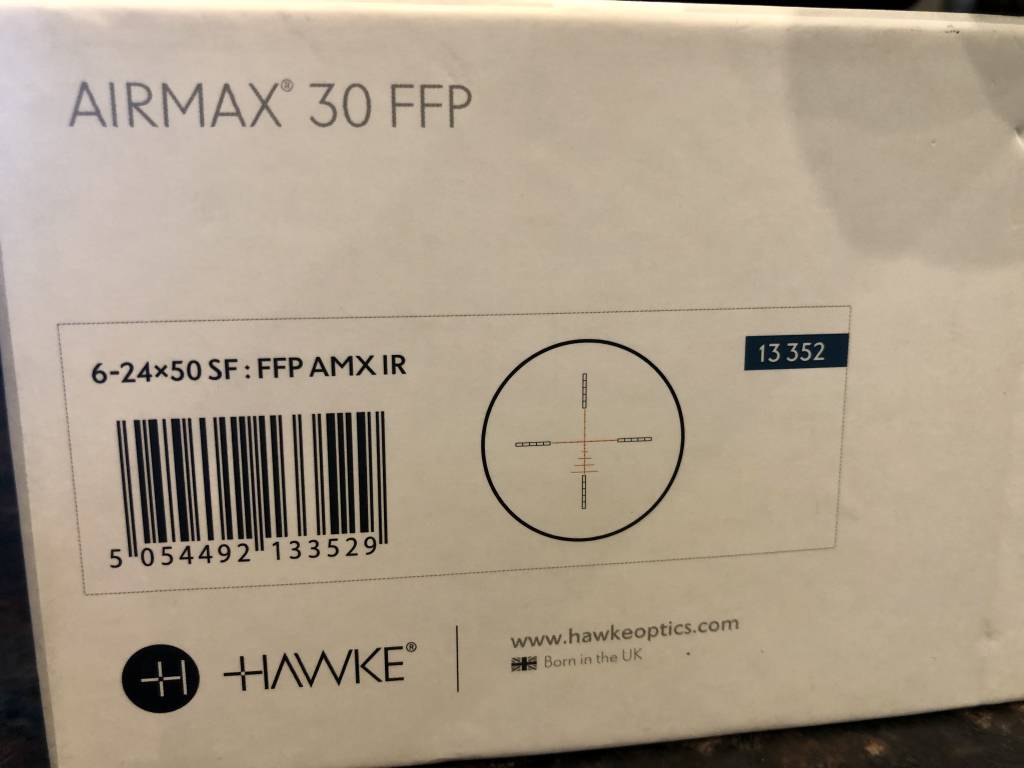 AIRMAX® 30 FFP
6-24×50 SF : FFP AMX IR
13 352
5 054492 133529
HAWKE®
www.hawkeoptics.com
Born in the UK